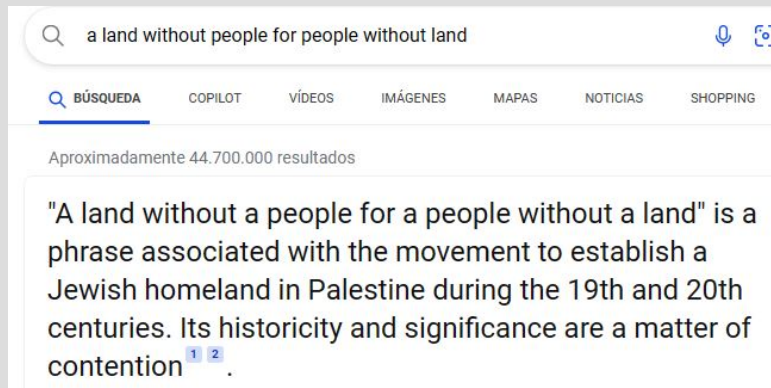 a land without people for people without land
BÚSQUEDA COPILOT VÍDEOS IMÁGENES MAPAS NOTICIAS SHOPPING
Aproximadamente 44.700.000 resultados
"A land without a people for a people without a land" is a
phrase associated with the movement to establish a
Jewish homeland in Palestine during the 19th and 20th
centuries. Its historicity and significance are a matter of
contention 1 2 .